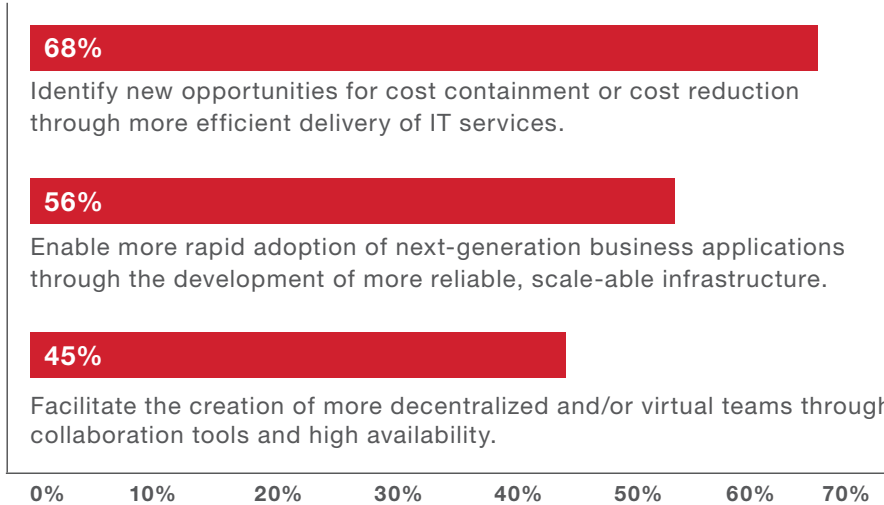 68%
Identify new opportunities for cost containment or cost reduction
through more efficient delivery of IT services.
56%
Enable more rapid adoption of next-generation business applications
through the development of more reliable, scale-able infrastructure.
45%
Facilitate the creation of more decentralized and/or virtual teams through
collaboration tools and high availability.
0% 10% 20% 30% 40% 50% 60% 70%